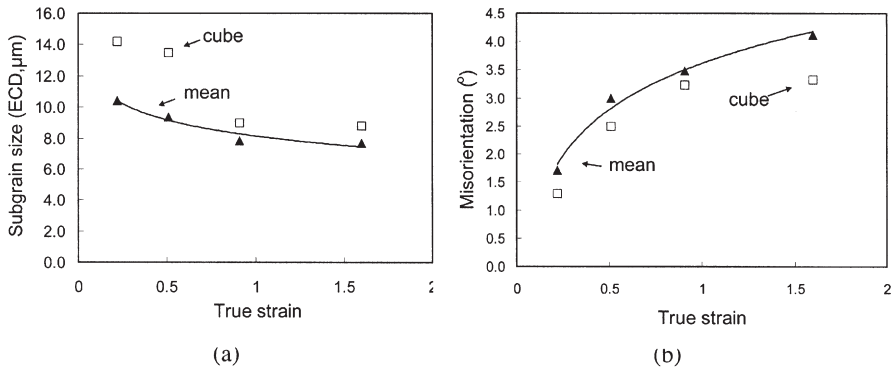 Subgrain size (ECD,μm)
16.0
14.0
12.0
10.0
8.0
6.0
4.0
2.0
0.0
cube
mean
0
0.5
1
1.5
2
True strain
(a)
Misorientation (°)
4.5
4.0
3.5
3.0
2.5
2.0
1.5
1.0
0.5
0.0
cube
mean
0
0.5
1
1.5
2
True strain
(b)